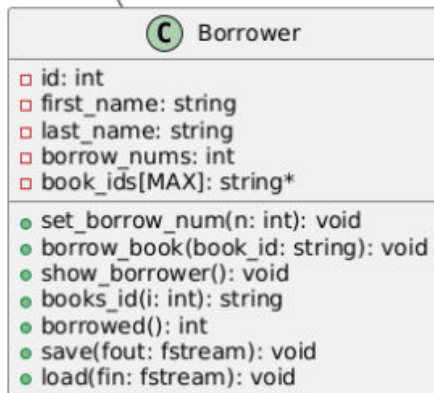 C Borrower
id: int
first_name: string
last_name: string
borrow_nums: int
book_ids[MAX]: string*
set_borrow_num(n: int): void
borrow_book(book_id: string): void
show_borrower(): void
books_id(i: int): string
borrowed(): int
save(fout: fstream): void
load(fin: fstream): void